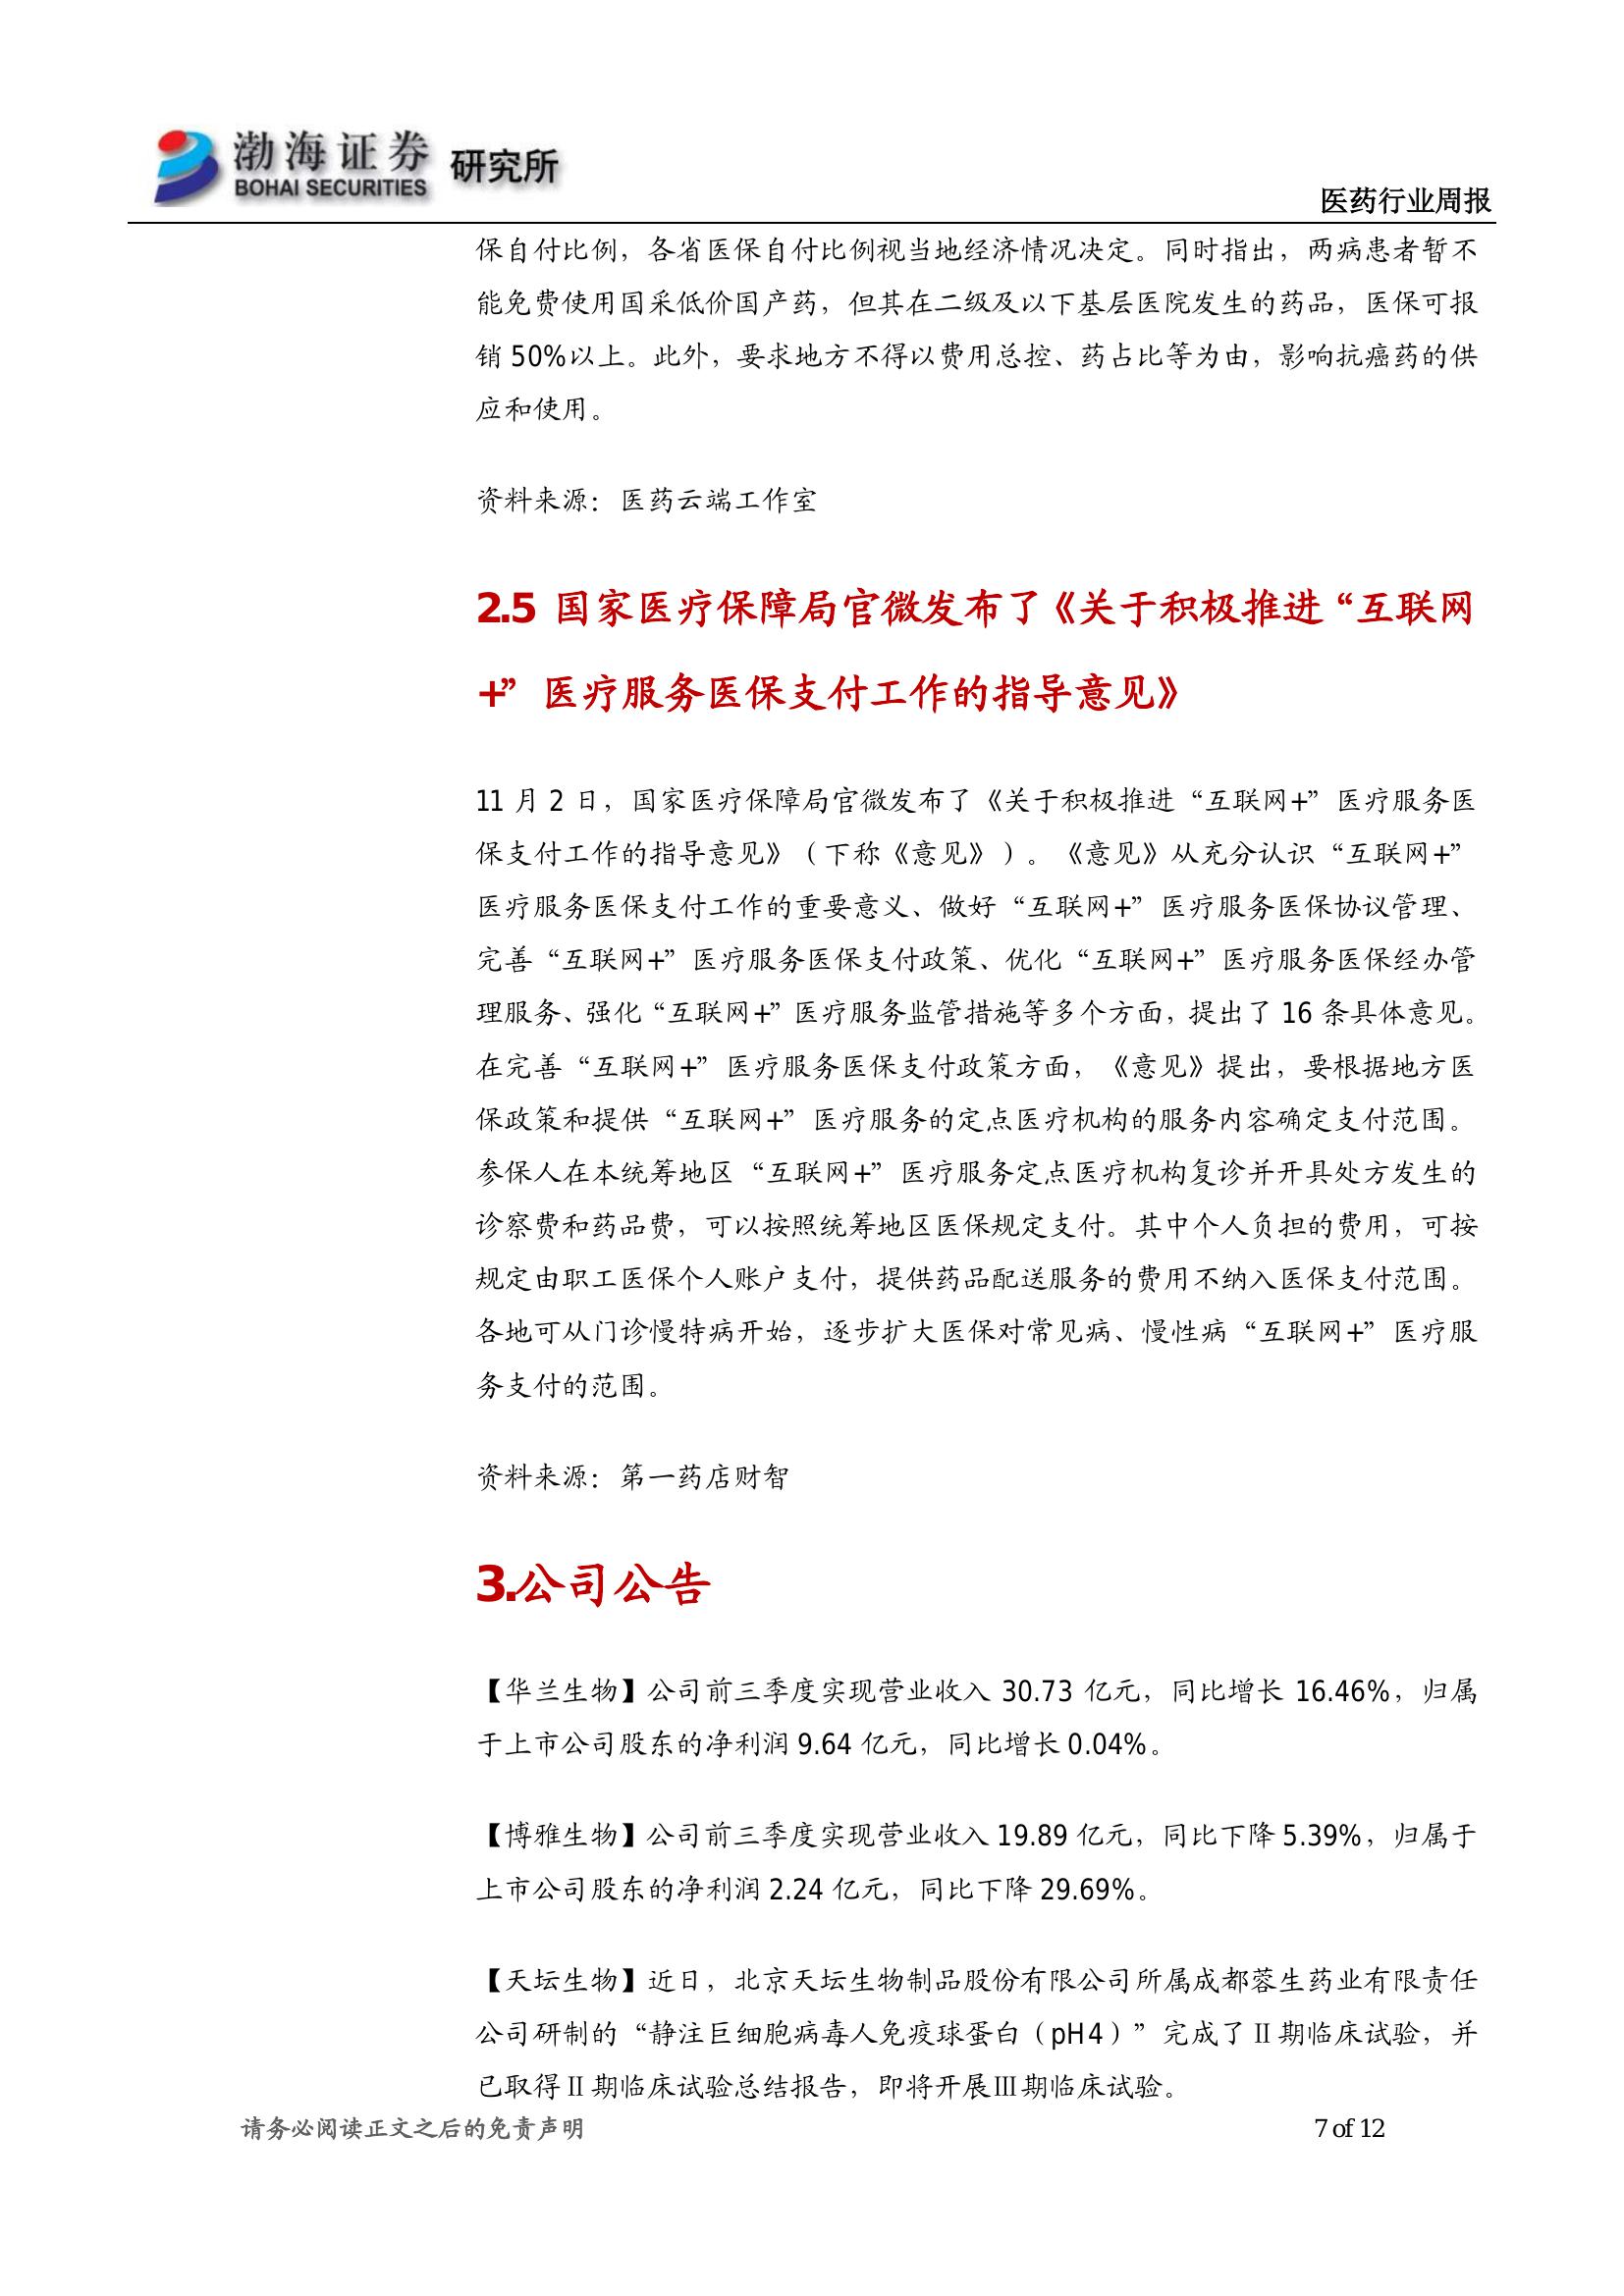 渤海证券
BOHAI SECURITIES
研究所
医药行业周报
保自付比例，各省医保自付比例视当地经济情况决定。同时指出，两病患者暂不
能免费使用国采低价国产药，但其在二级及以下基层医院发生的药品，医保可报
销 50%以上。此外，要求地方不得以费用总控、药占比等为由，影响抗癌药的供
应和使用。
资料来源：医药云端工作室
2.5 国家医疗保障局官微发布了《关于积极推进“互联网
+”医疗服务医保支付工作的指导意见》
11 月 2 日，国家医疗保障局官微发布了《关于积极推进“互联网+”医疗服务医
保支付工作的指导意见》（下称《意见》）。《意见》从充分认识“互联网+”
医疗服务医保支付工作的重要意义、做好“互联网+”医疗服务医保协议管理、
完善“互联网+”医疗服务医保支付政策、优化“互联网+”医疗服务医保经办管
理服务、强化“互联网+”医疗服务监管措施等多个方面，提出了 16 条具体意见。
在完善“互联网+”医疗服务医保支付政策方面，《意见》提出，要根据地方医
保政策和提供“互联网+”医疗服务的定点医疗机构的服务内容确定支付范围。
参保人在本统筹地区“互联网+”医疗服务定点医疗机构复诊并开具处方发生的
诊察费和药品费，可以按照统筹地区医保规定支付。其中个人负担的费用，可按
规定由职工医保个人账户支付，提供药品配送服务的费用不纳入医保支付范围。
各地可从门诊慢特病开始，逐步扩大医保对常见病、慢性病“互联网+”医疗服
务支付的范围。
资料来源：第一药店财智
3.公司公告
【华兰生物】公司前三季度实现营业收入 30.73 亿元，同比增长 16.46%，归属
于上市公司股东的净利润 9.64 亿元，同比增长 0.04%。
【博雅生物】公司前三季度实现营业收入 19.89 亿元，同比下降 5.39%，归属于
上市公司股东的净利润 2.24 亿元，同比下降 29.69%。
【天坛生物】近日，北京天坛生物制品股份有限公司所属成都蓉生药业有限责任
公司研制的“静注巨细胞病毒人免疫球蛋白（pH4）”完成了Ⅱ期临床试验，并
已取得Ⅱ期临床试验总结报告，即将开展Ⅲ期临床试验。
请务必阅读正文之后的免责声明
7 of 12